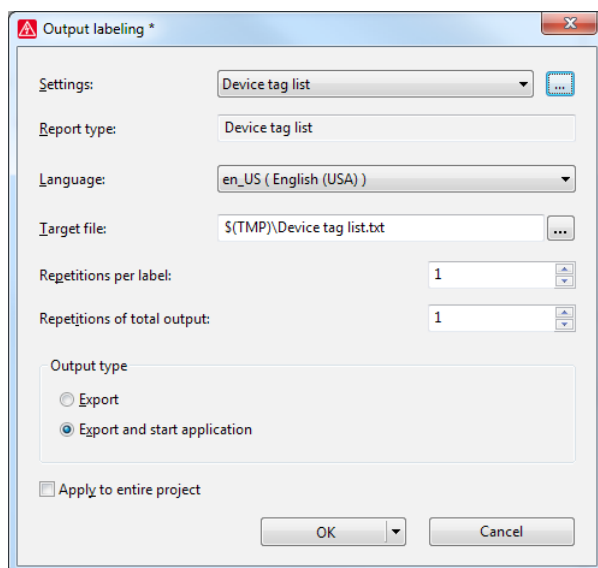 Output labeling *
Settings: Device tag list ...
Report type: Device tag list
Language: en_US ( English (USA) )
Target file: $(TMP)\Device tag list.txt ...
Repetitions per label: 1
Repetitions of total output: 1
Output type
Export
Export and start application
Apply to entire project
OK Cancel